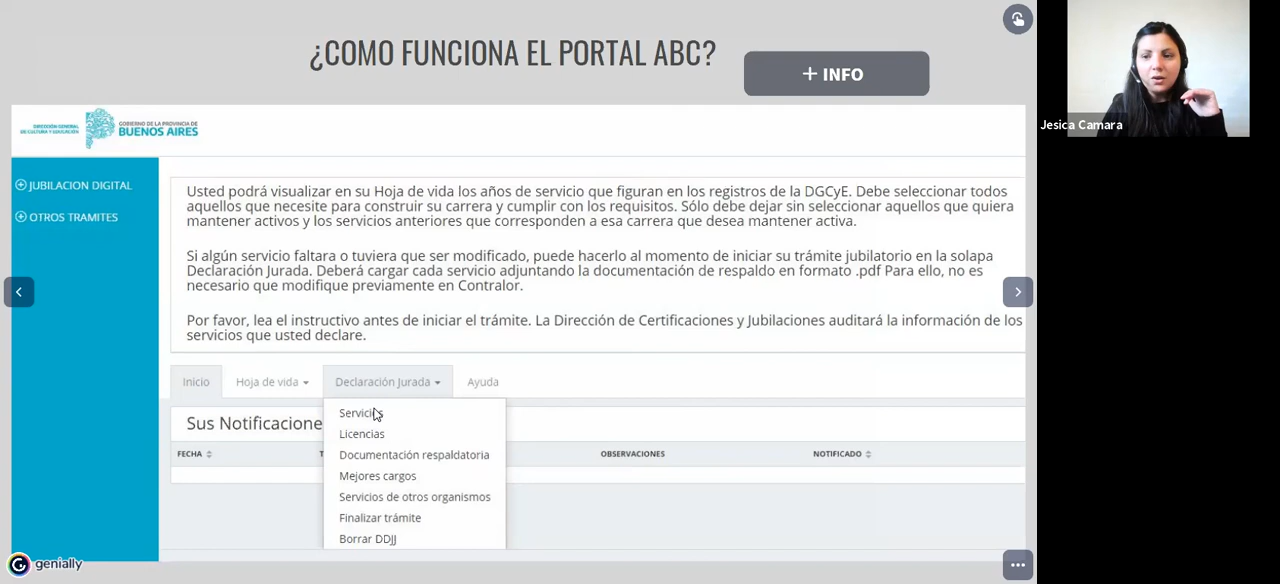 ¿COMO FUNCIONA EL PORTAL ABC?
+ INFO
Jesica Camara
DIRECCIÓN GENERAL
DE CULTURA Y EDUCACIÓN
GOBIERNO DE LA PROVINCIA DE
BUENOS AIRES
JUBILACION DIGITAL
OTROS TRAMITES
Usted podrá visualizar en su Hoja de vida los años de servicio que figuran en los registros de la DGCyE. Debe seleccionar todos
aquellos que necesite para construir su carrera y cumplir con los requisitos. Sólo debe dejar sin seleccionar aquellos que quiera
mantener activos y los servicios anteriores que corresponden a esa carrera que desea mantener activa.
Si algún servicio faltara o tuviera que ser modificado, puede hacerlo al momento de iniciar su trámite jubilatorio en la solapa
Declaración Jurada. Deberá cargar cada servicio adjuntando la documentación de respaldo en formato .pdf Para ello, no es
necesario que modifique previamente en Contralor.
Por favor, lea el instructivo antes de iniciar el trámite. La Dirección de Certificaciones y Jubilaciones auditará la información de los
servicios que usted declare.
Inicio Hoja de vida Declaración Jurada Ayuda
Sus Notificacione
FECHA T OBSERVACIONES NOTIFICADO
Servicios
Licencias
Documentación respaldatoria
Mejores cargos
Servicios de otros organismos
Finalizar trámite
Borrar DDJJ
genially